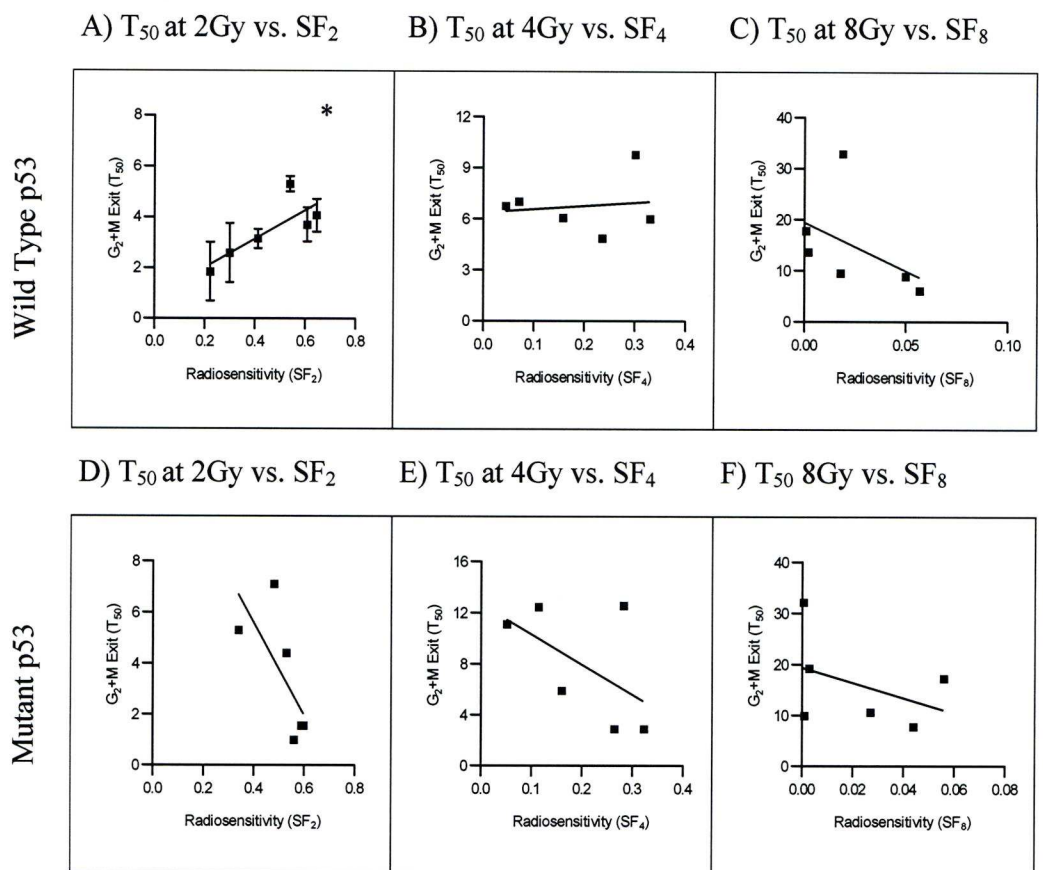 A) T₅₀ at 2Gy vs. SF₂
B) T₅₀ at 4Gy vs. SF₄
C) T₅₀ at 8Gy vs. SF₈
Wild Type p53
G₂+M Exit (T₅₀)
8
6
4
2
0
*
0.0 0.2 0.4 0.6 0.8
Radiosensitivity (SF₂)
G₂+M Exit (T₅₀)
12
9
6
3
0
0.0 0.1 0.2 0.3 0.4
Radiosensitivity (SF₄)
G₂+M Exit (T₅₀)
40
30
20
10
0
0.00 0.05 0.10
Radiosensitivity (SF₈)
D) T₅₀ at 2Gy vs. SF₂
E) T₅₀ at 4Gy vs. SF₄
F) T₅₀ 8Gy vs. SF₈
Mutant p53
G₂+M Exit (T₅₀)
8
6
4
2
0
0.0 0.2 0.4 0.6 0.8
Radiosensitivity (SF₂)
G₂+M Exit (T₅₀)
16
12
8
4
0
0.0 0.1 0.2 0.3 0.4
Radiosensitivity (SF₄)
G₂+M Exit (T₅₀)
40
30
20
10
0
0.00 0.02 0.04 0.06 0.08
Radiosensitivity (SF₈)